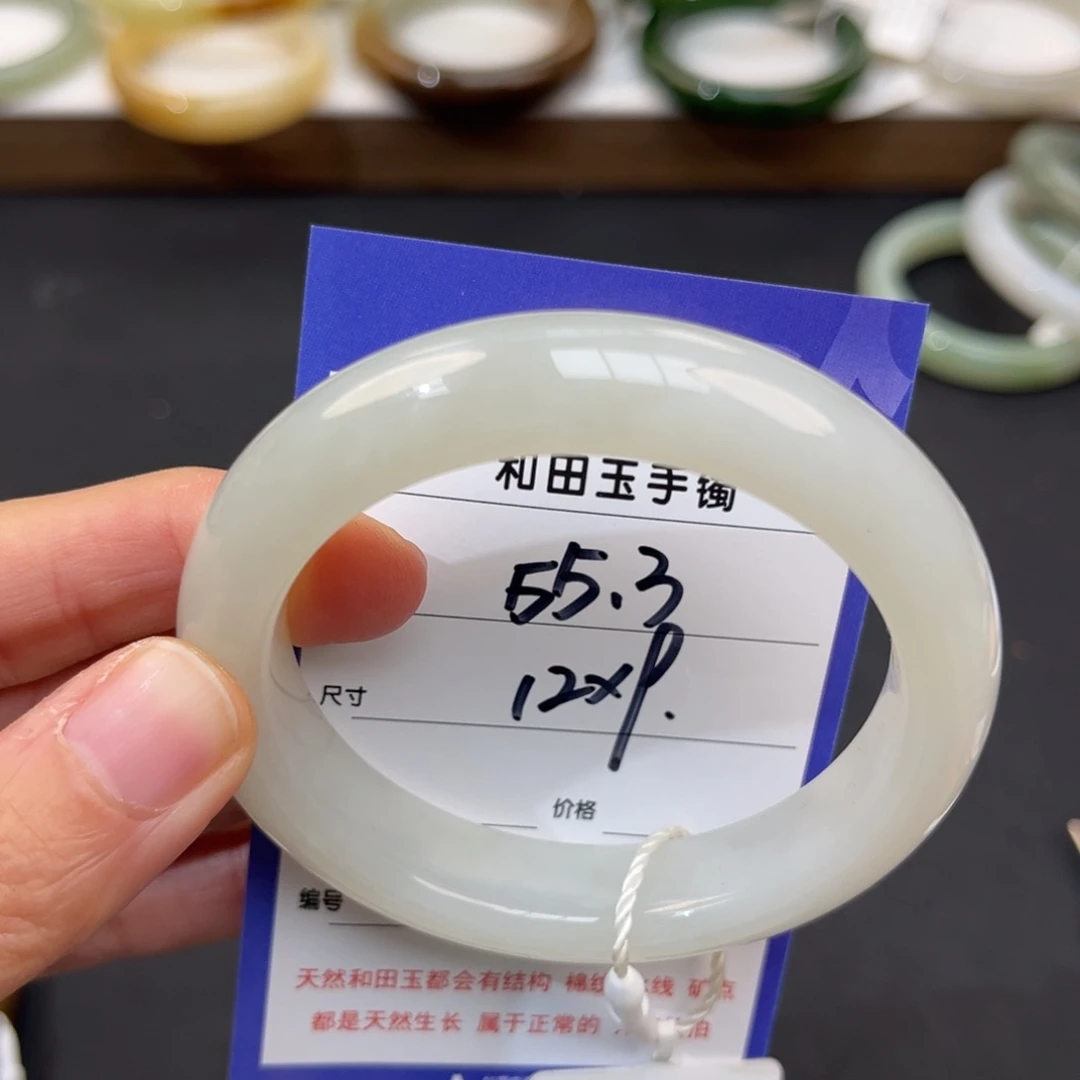 和田玉手镯
55.3
尺寸 12x9.
价格
编号
天然和田玉都会有结构 棉纹 线 矿点
都是天然生长 属于正常的